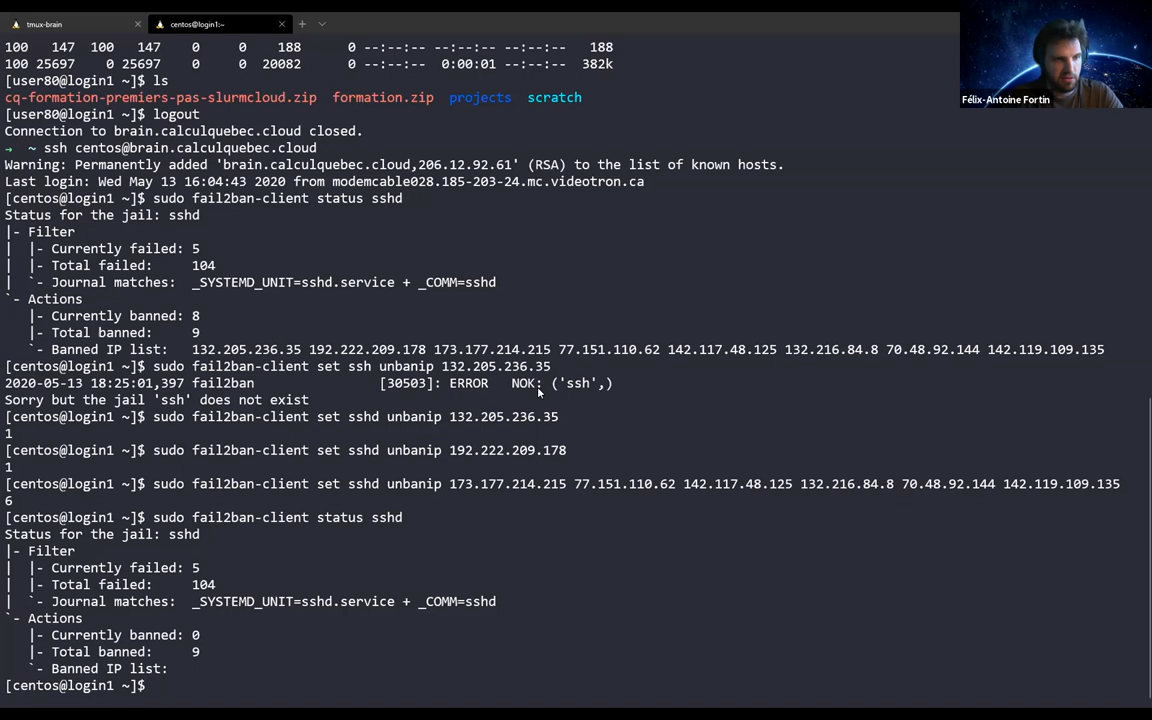 tmux-brain
centos@login1:~
100 147 100 147 0 0 188 0 --:--:-- --:--:-- --:--:-- 188
100 25697 0 25697 0 0 20082 0 --:--:-- 0:00:01 --:--:-- 382k
[user80@login1 ~]$ ls
cq-formation-premiers-pas-slurmcloud.zip formation.zip projects scratch
[user80@login1 ~]$ logout
Connection to brain.calculquebec.cloud closed.
→ ~ ssh centos@brain.calculquebec.cloud
Warning: Permanently added 'brain.calculquebec.cloud,206.12.92.61' (RSA) to the list of known hosts.
Last login: Wed May 13 16:04:43 2020 from modemcable028.185-203-24.mc.videotron.ca
[centos@login1 ~]$ sudo fail2ban-client status sshd
Status for the jail: sshd
|- Filter
| |- Currently failed: 5
| |- Total failed: 104
| `- Journal matches: _SYSTEMD_UNIT=sshd.service + _COMM=sshd
`- Actions
|- Currently banned: 8
|- Total banned: 9
`- Banned IP list: 132.205.236.35 192.222.209.178 173.177.214.215 77.151.110.62 142.117.48.125 132.216.84.8 70.48.92.144 142.119.109.135
[centos@login1 ~]$ sudo fail2ban-client set ssh unbanip 132.205.236.35
2020-05-13 18:25:01,397 fail2ban [30503]: ERROR NOK: ('ssh',)
Sorry but the jail 'ssh' does not exist
[centos@login1 ~]$ sudo fail2ban-client set sshd unbanip 132.205.236.35
1
[centos@login1 ~]$ sudo fail2ban-client set sshd unbanip 192.222.209.178
1
[centos@login1 ~]$ sudo fail2ban-client set sshd unbanip 173.177.214.215 77.151.110.62 142.117.48.125 132.216.84.8 70.48.92.144 142.119.109.135
6
[centos@login1 ~]$ sudo fail2ban-client status sshd
Status for the jail: sshd
|- Filter
| |- Currently failed: 5
| |- Total failed: 104
| `- Journal matches: _SYSTEMD_UNIT=sshd.service + _COMM=sshd
`- Actions
|- Currently banned: 0
|- Total banned: 9
`- Banned IP list:
[centos@login1 ~]$
Félix-Antoine Fortin